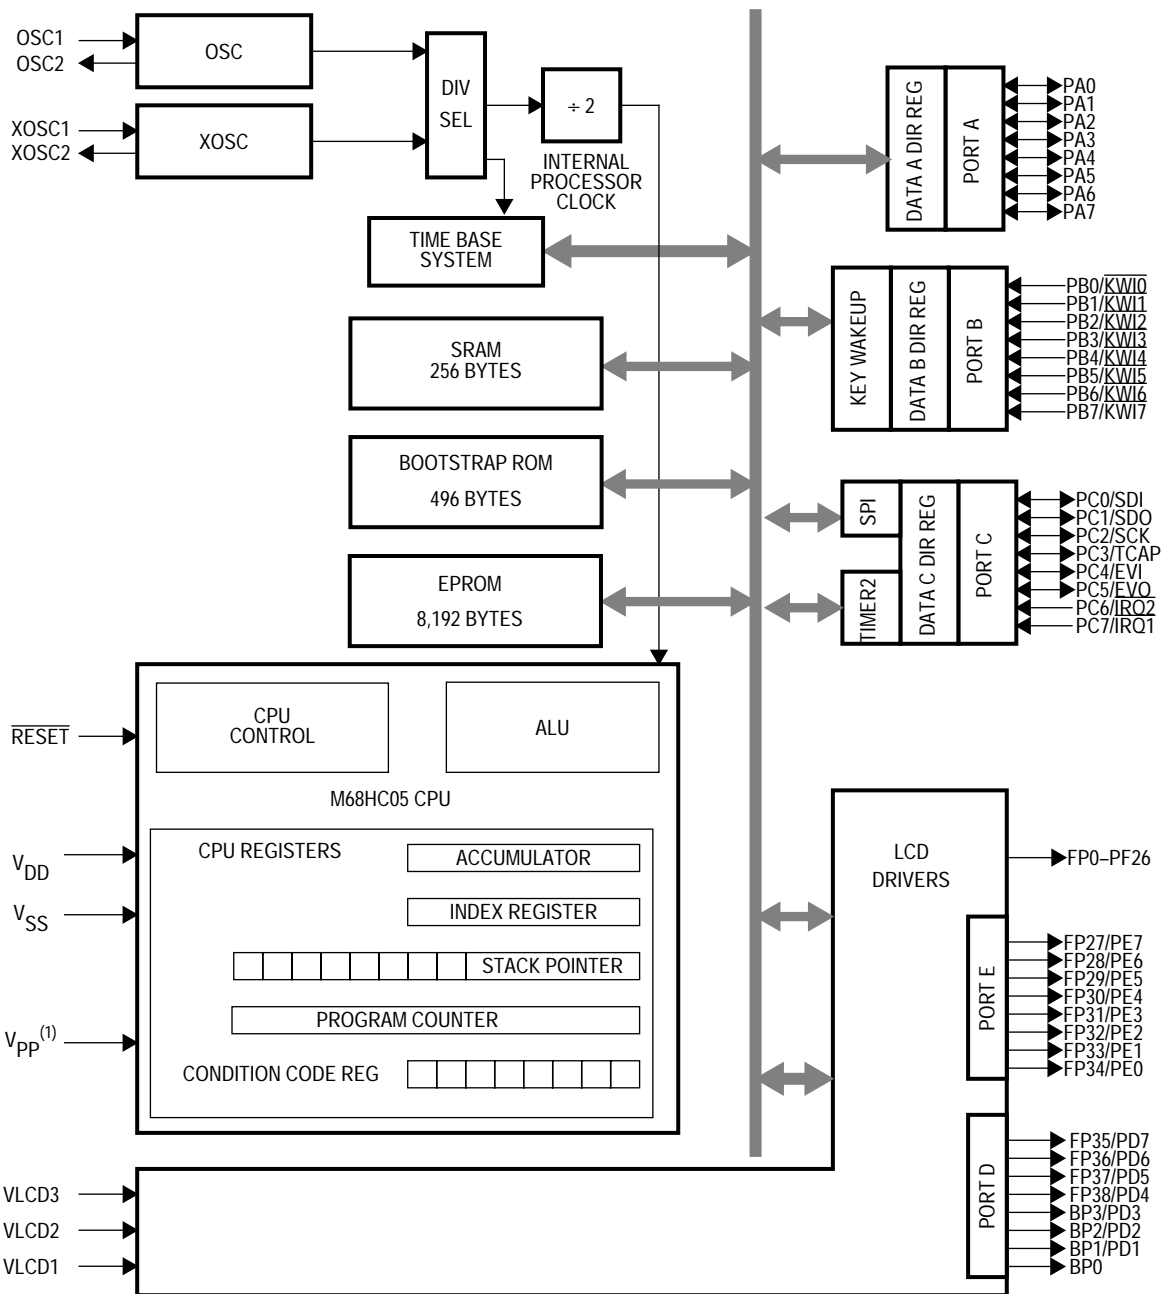 OSC1
OSC2
OSC
XOSC1
XOSC2
XOSC
DIV
SEL
÷ 2
INTERNAL
PROCESSOR
CLOCK
TIME BASE
SYSTEM
SRAM
256 BYTES
BOOTSTRAP ROM
496 BYTES
EPROM
8,192 BYTES
DATA A DIR REG
PORT A
PA0
PA1
PA2
PA3
PA4
PA5
PA6
PA7
KEY WAKEUP
DATA B DIR REG
PORT B
PB0/KWI0
PB1/KWI1
PB2/KWI2
PB3/KWI3
PB4/KWI4
PB5/KWI5
PB6/KWI6
PB7/KWI7
SPI
TIMER2
DATA C DIR REG
PORT C
PC0/SDI
PC1/SDO
PC2/SCK
PC3/TCAP
PC4/EVI
PC5/EVO
PC6/IRQ2
PC7/IRQ1
RESET
VDD
VSS
VPP(1)
CPU
CONTROL
ALU
M68HC05 CPU
CPU REGISTERS
ACCUMULATOR
INDEX REGISTER
STACK POINTER
PROGRAM COUNTER
CONDITION CODE REG
LCD
DRIVERS
FP0–PF26
PORT E
FP27/PE7
FP28/PE6
FP29/PE5
FP30/PE4
FP31/PE3
FP32/PE2
FP33/PE1
FP34/PE0
PORT D
FP35/PD7
FP36/PD6
FP37/PD5
FP38/PD4
BP3/PD3
BP2/PD2
BP1/PD1
BP0
VLCD3
VLCD2
VLCD1